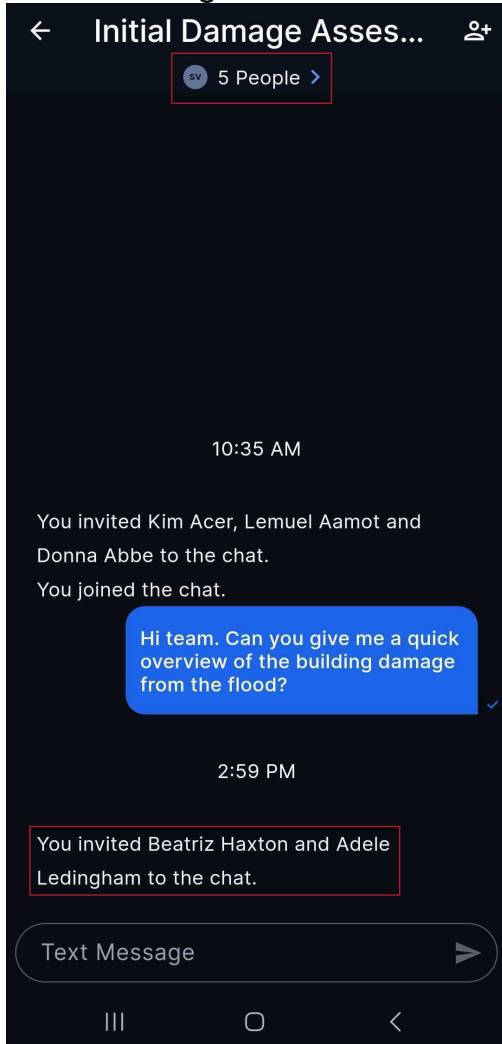 Initial Damage Asses...
SV 5 People
10:35 AM
You invited Kim Acer, Lemuel Aamot and
Donna Abbe to the chat.
You joined the chat.
Hi team. Can you give me a quick
overview of the building damage
from the flood?
2:59 PM
You invited Beatriz Haxton and Adele
Ledingham to the chat.
Text Message